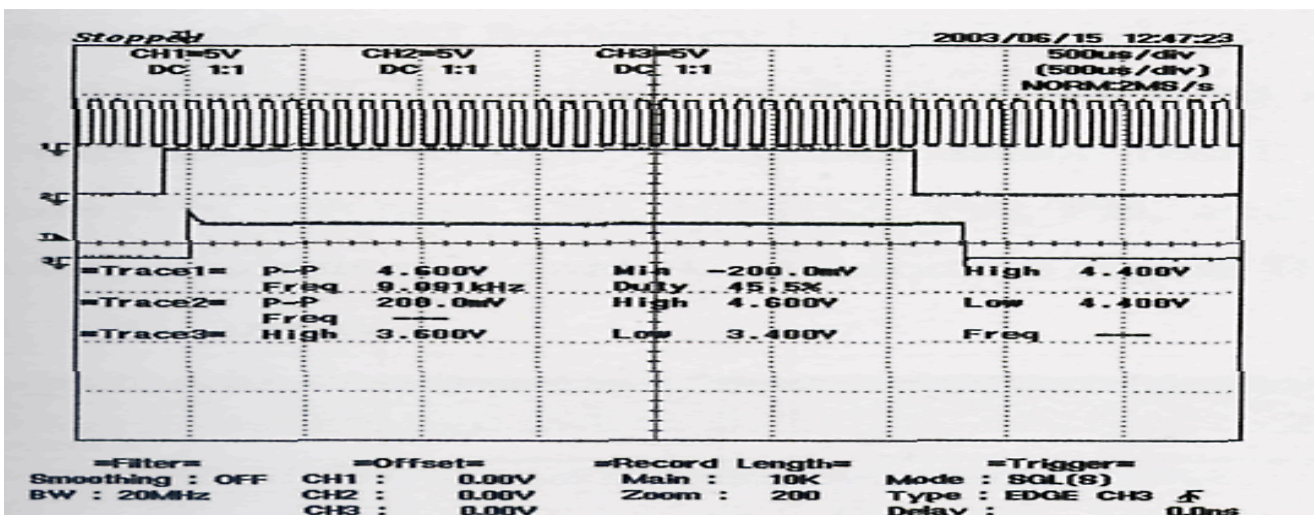 Stopped 2003/06/15 12:47:23
CH1=5V CH2=5V CH3=5V 500us/div
DC 1:1 DC 1:1 DC 1:1 (500us/div)
NORM:2MS/s
=Trace1= P-P 4.600V Min -200.0mV High 4.400V
Freq 9.091kHz Duty 45.5%
=Trace2= P-P 200.0mV High 4.600V Low 4.400V
Freq ---
=Trace3= High 3.600V Low 3.400V Freq ---
=Filter= =Offset= =Record Length= =Trigger=
Smoothing : OFF CH1 : 0.00V Main : 10K Mode : SGL(S)
BW : 20MHz CH2 : 0.00V Zoom : 200 Type : EDGE CH3
CH3 : 0.00V Delay : 0.0ns